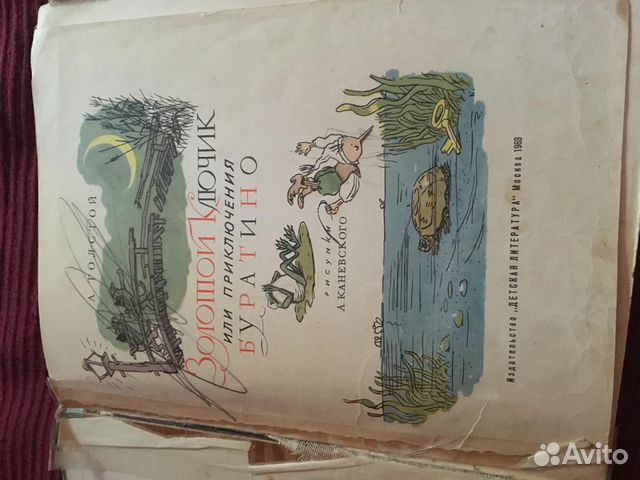 А. ТОЛСТОЙ
ЗОЛОТОЙ КЛЮЧИК
ИЛИ ПРИКЛЮЧЕНИЯ
БУРАТИНО
РИСУНКИ
А. КАНЕВСКОГО
Издательство „ДЕТСКАЯ ЛИТЕРАТУРА" Москва 1969
Avito